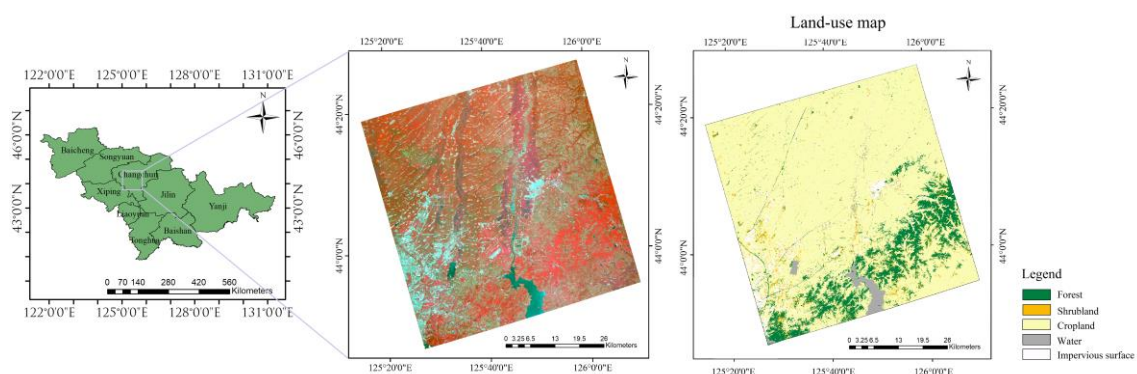 Land-use map
122°0'0"E 125°0'0"E 128°0'0"E 131°0'0"E
N
46°0'0"N
43°0'0"N
Baicheng
Songyuan
Changchun
Xiping
Jilin
Yanji
Liaoyuan
Baishan
Tonghua
46°0'0"N
43°0'0"N
0 70 140 280 420 560
Kilometers
122°0'0"E 125°0'0"E 128°0'0"E 131°0'0"E
125°20'0"E 125°40'0"E 126°0'0"E
N
44°20'0"N
44°0'0"N
44°20'0"N
44°0'0"N
0 3.25 6.5 13 19.5 26
Kilometers
125°20'0"E 125°40'0"E 126°0'0"E
125°20'0"E 125°40'0"E 126°0'0"E
N
44°20'0"N
44°0'0"N
44°20'0"N
44°0'0"N
0 3.25 6.5 13 19.5 26
Kilometers
125°20'0"E 125°40'0"E 126°0'0"E
Legend
Forest
Shrubland
Cropland
Water
Impervious surface